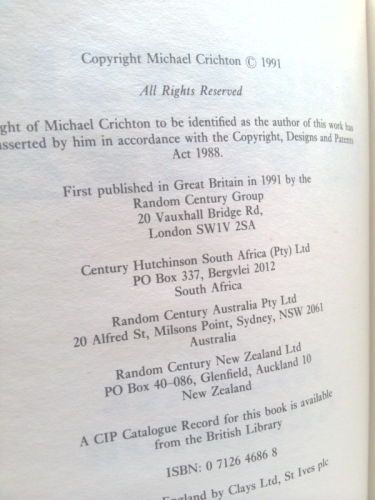 Copyright Michael Crichton © 1991
All Rights Reserved
ght of Michael Crichton to be identified as the author of this work has
asserted by him in accordance with the Copyright, Designs and Patents
Act 1988.
First published in Great Britain in 1991 by the
Random Century Group
20 Vauxhall Bridge Rd,
London SW1V 2SA
Century Hutchinson South Africa (Pty) Ltd
PO Box 337, Bergvlei 2012
South Africa
Random Century Australia Pty Ltd
20 Alfred St, Milsons Point, Sydney, NSW 2061
Australia
Random Century New Zealand Ltd
PO Box 40–086, Glenfield, Auckland 10
New Zealand
A CIP Catalogue Record for this book is available
from the British Library
ISBN: 0 7126 4686 8
England by Clays Ltd, St Ives plc